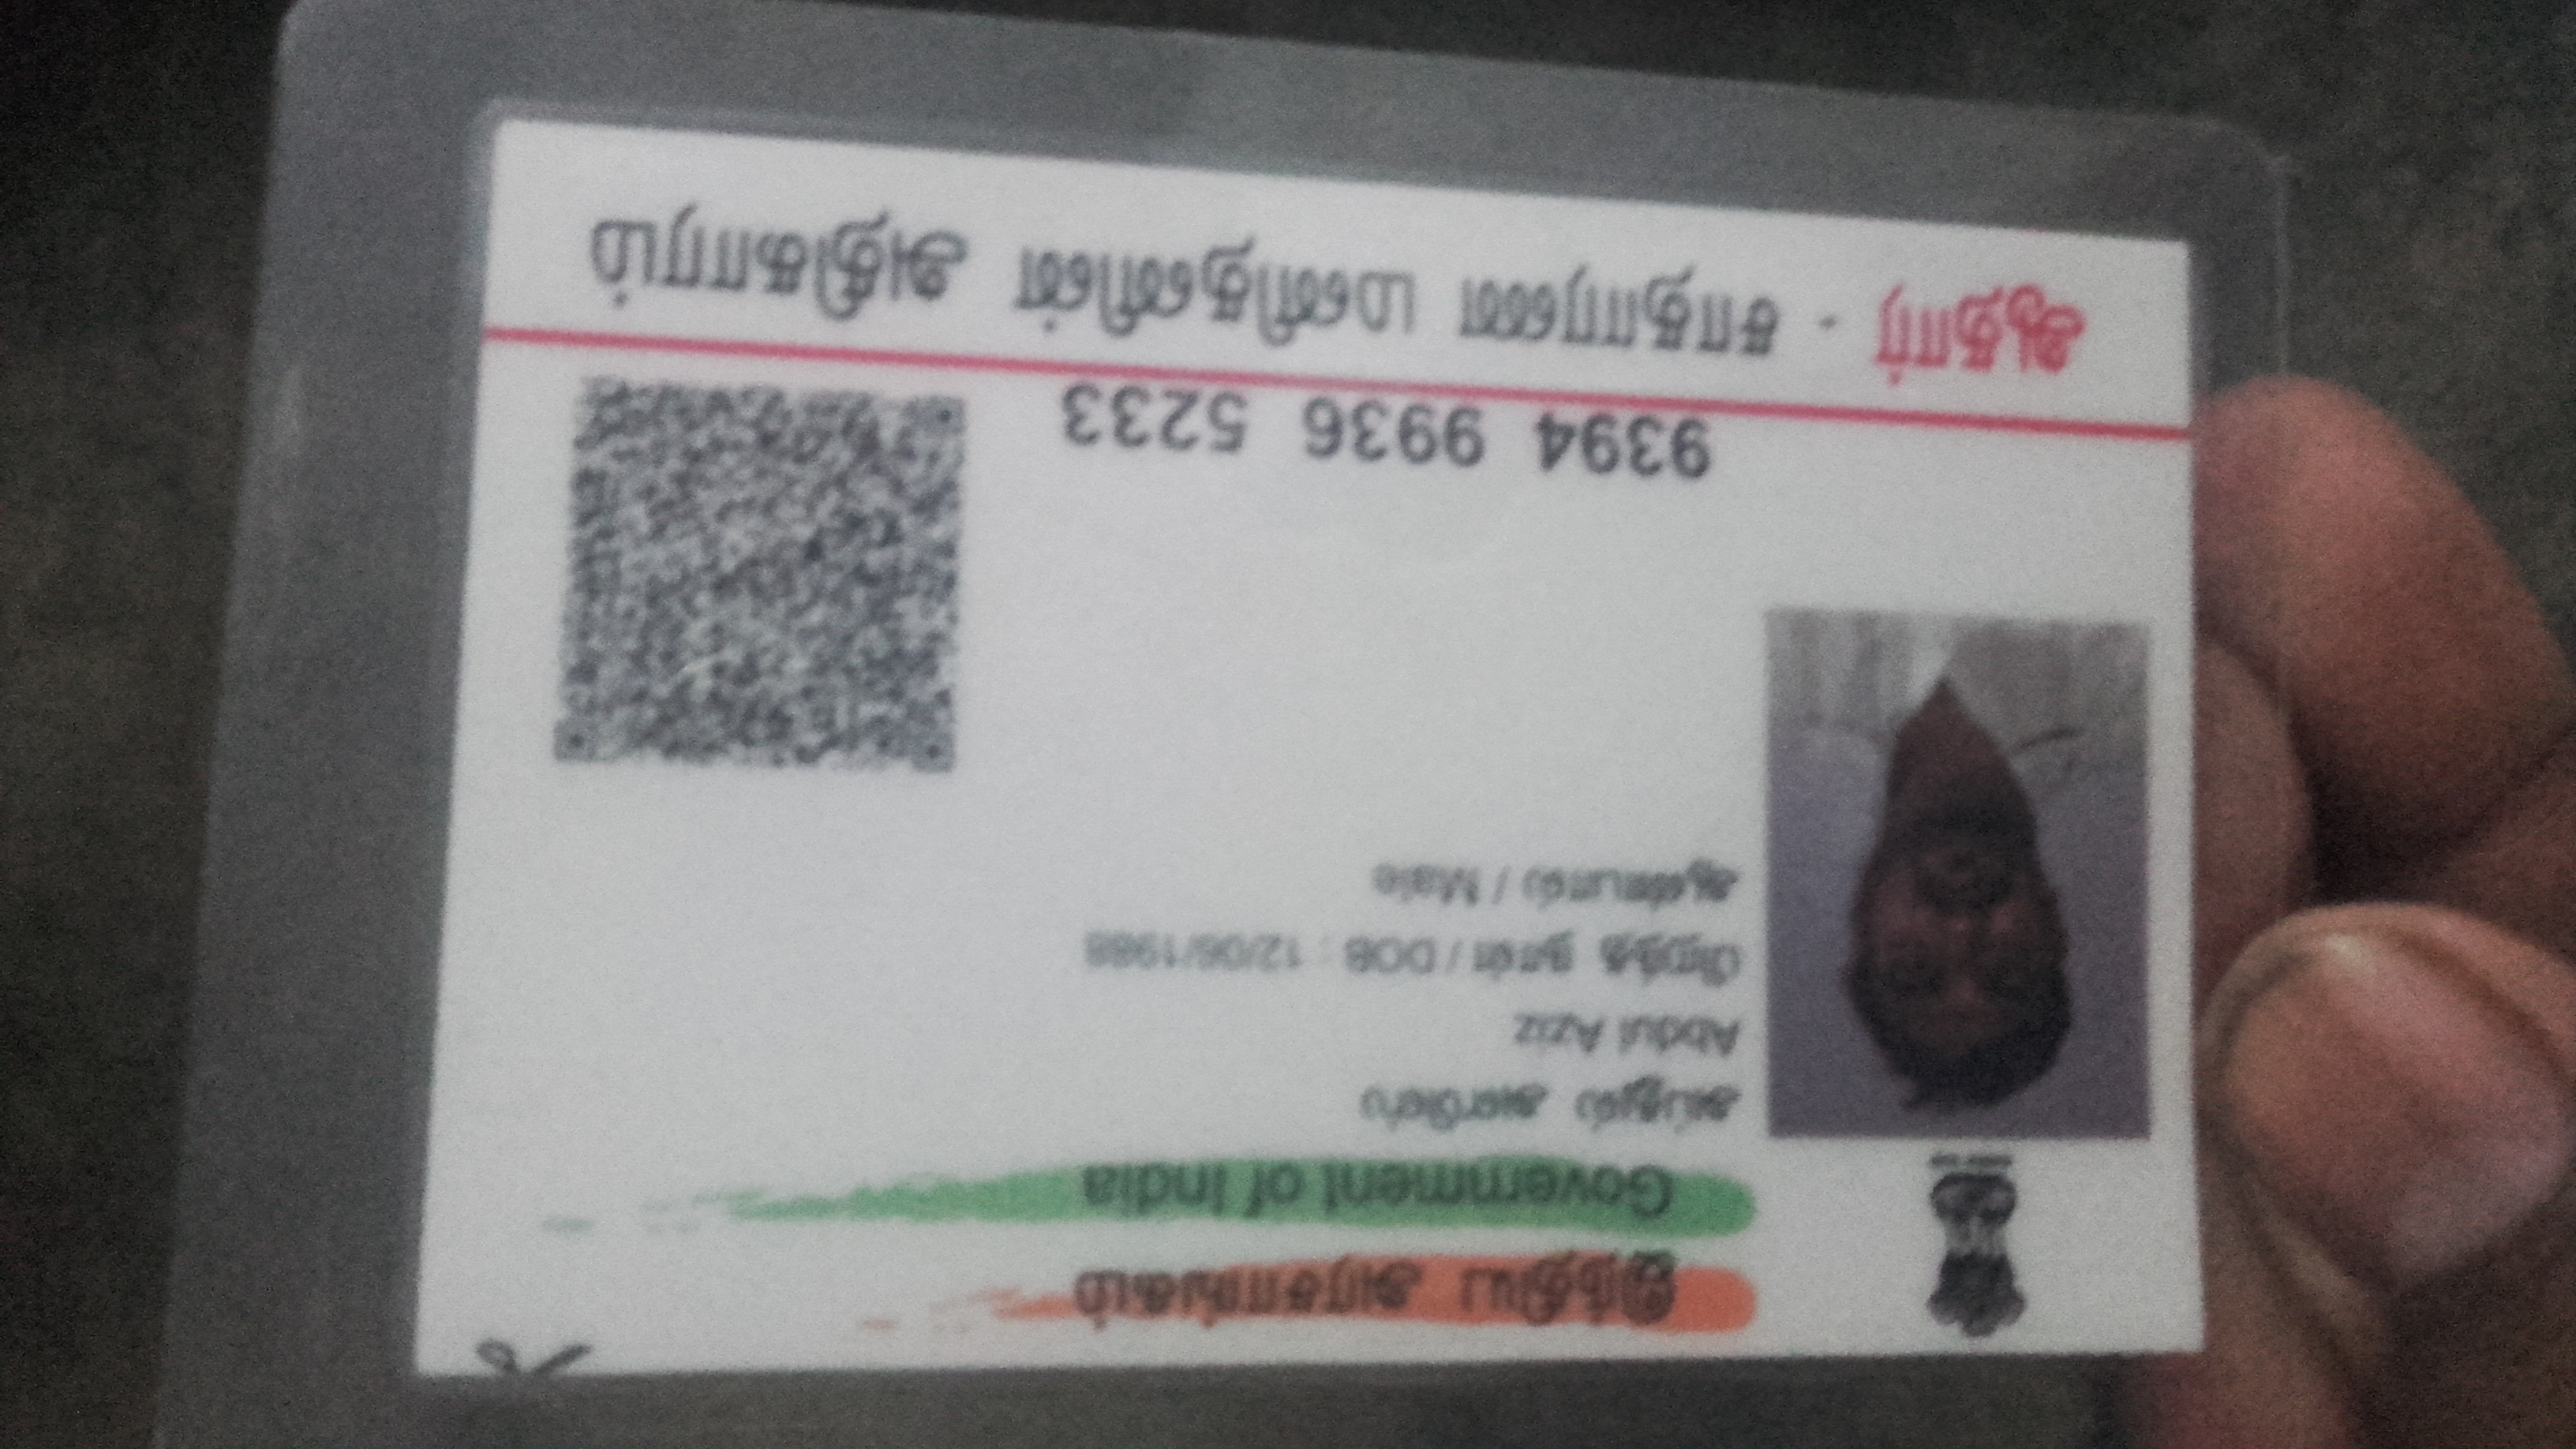 இந்திய அரசாங்கம்
Government of India
அப்துல் அஸிஸ்
Abdul Aziz
பிறந்த நாள் / DOB : 12/06/1988
ஆண்பால் / Male
9394 9936 5233
ஆதார் - சாதாரண மனிதனின் அதிகாரம்